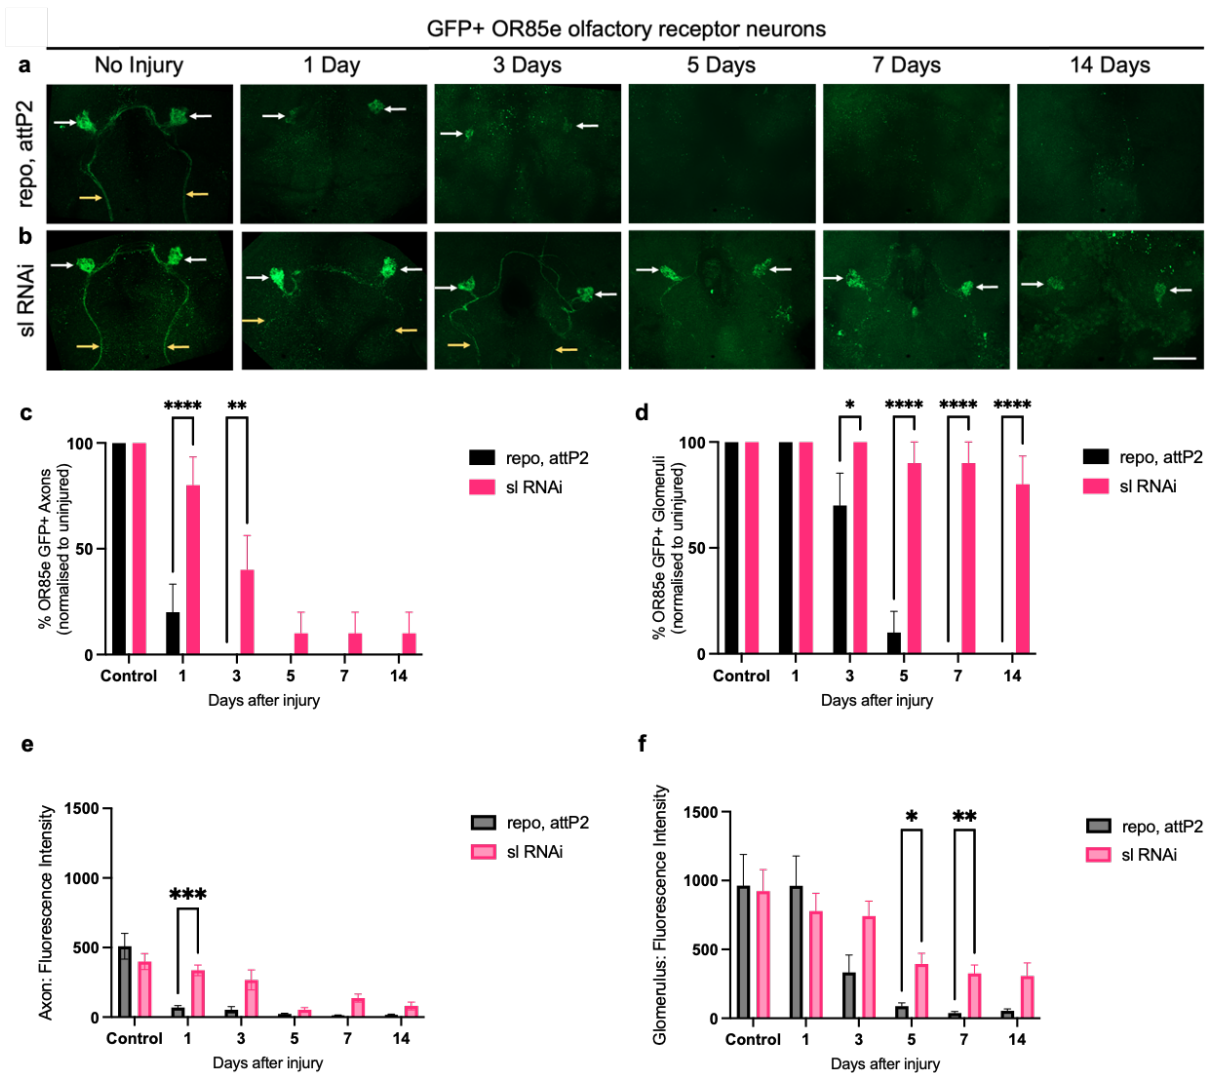 GFP+ OR85e olfactory receptor neurons
a No Injury 1 Day 3 Days 5 Days 7 Days 14 Days
repo, attP2
b
sl RNAi
c
**** **
% OR85e GFP+ Axons
(normalised to uninjured)
100
50
0
Control 1 3 5 7 14
Days after injury
repo, attP2
sl RNAi
d
* **** **** ****
% OR85e GFP+ Glomeruli
(normalised to uninjured)
100
50
0
Control 1 3 5 7 14
Days after injury
repo, attP2
sl RNAi
e
***
Axon: Fluorescence Intensity
1500
1000
500
0
Control 1 3 5 7 14
Days after injury
repo, attP2
sl RNAi
f
* **
Glomerulus: Fluorescence Intensity
1500
1000
500
0
Control 1 3 5 7 14
Days after injury
repo, attP2
sl RNAi